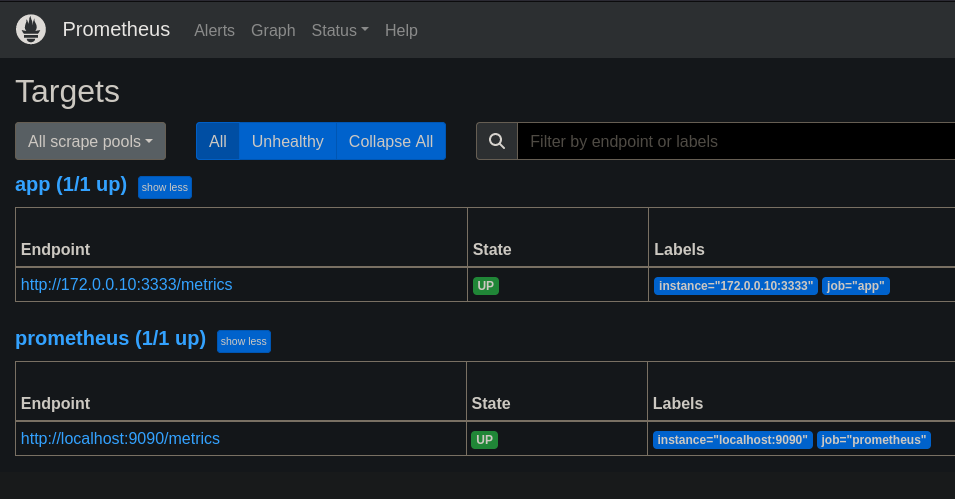 Prometheus Alerts Graph Status Help
Targets
All scrape pools All Unhealthy Collapse All Filter by endpoint or labels
app (1/1 up) show less
Endpoint State Labels
http://172.0.0.10:3333/metrics UP instance="172.0.0.10:3333" job="app"
prometheus (1/1 up) show less
Endpoint State Labels
http://localhost:9090/metrics UP instance="localhost:9090" job="prometheus"